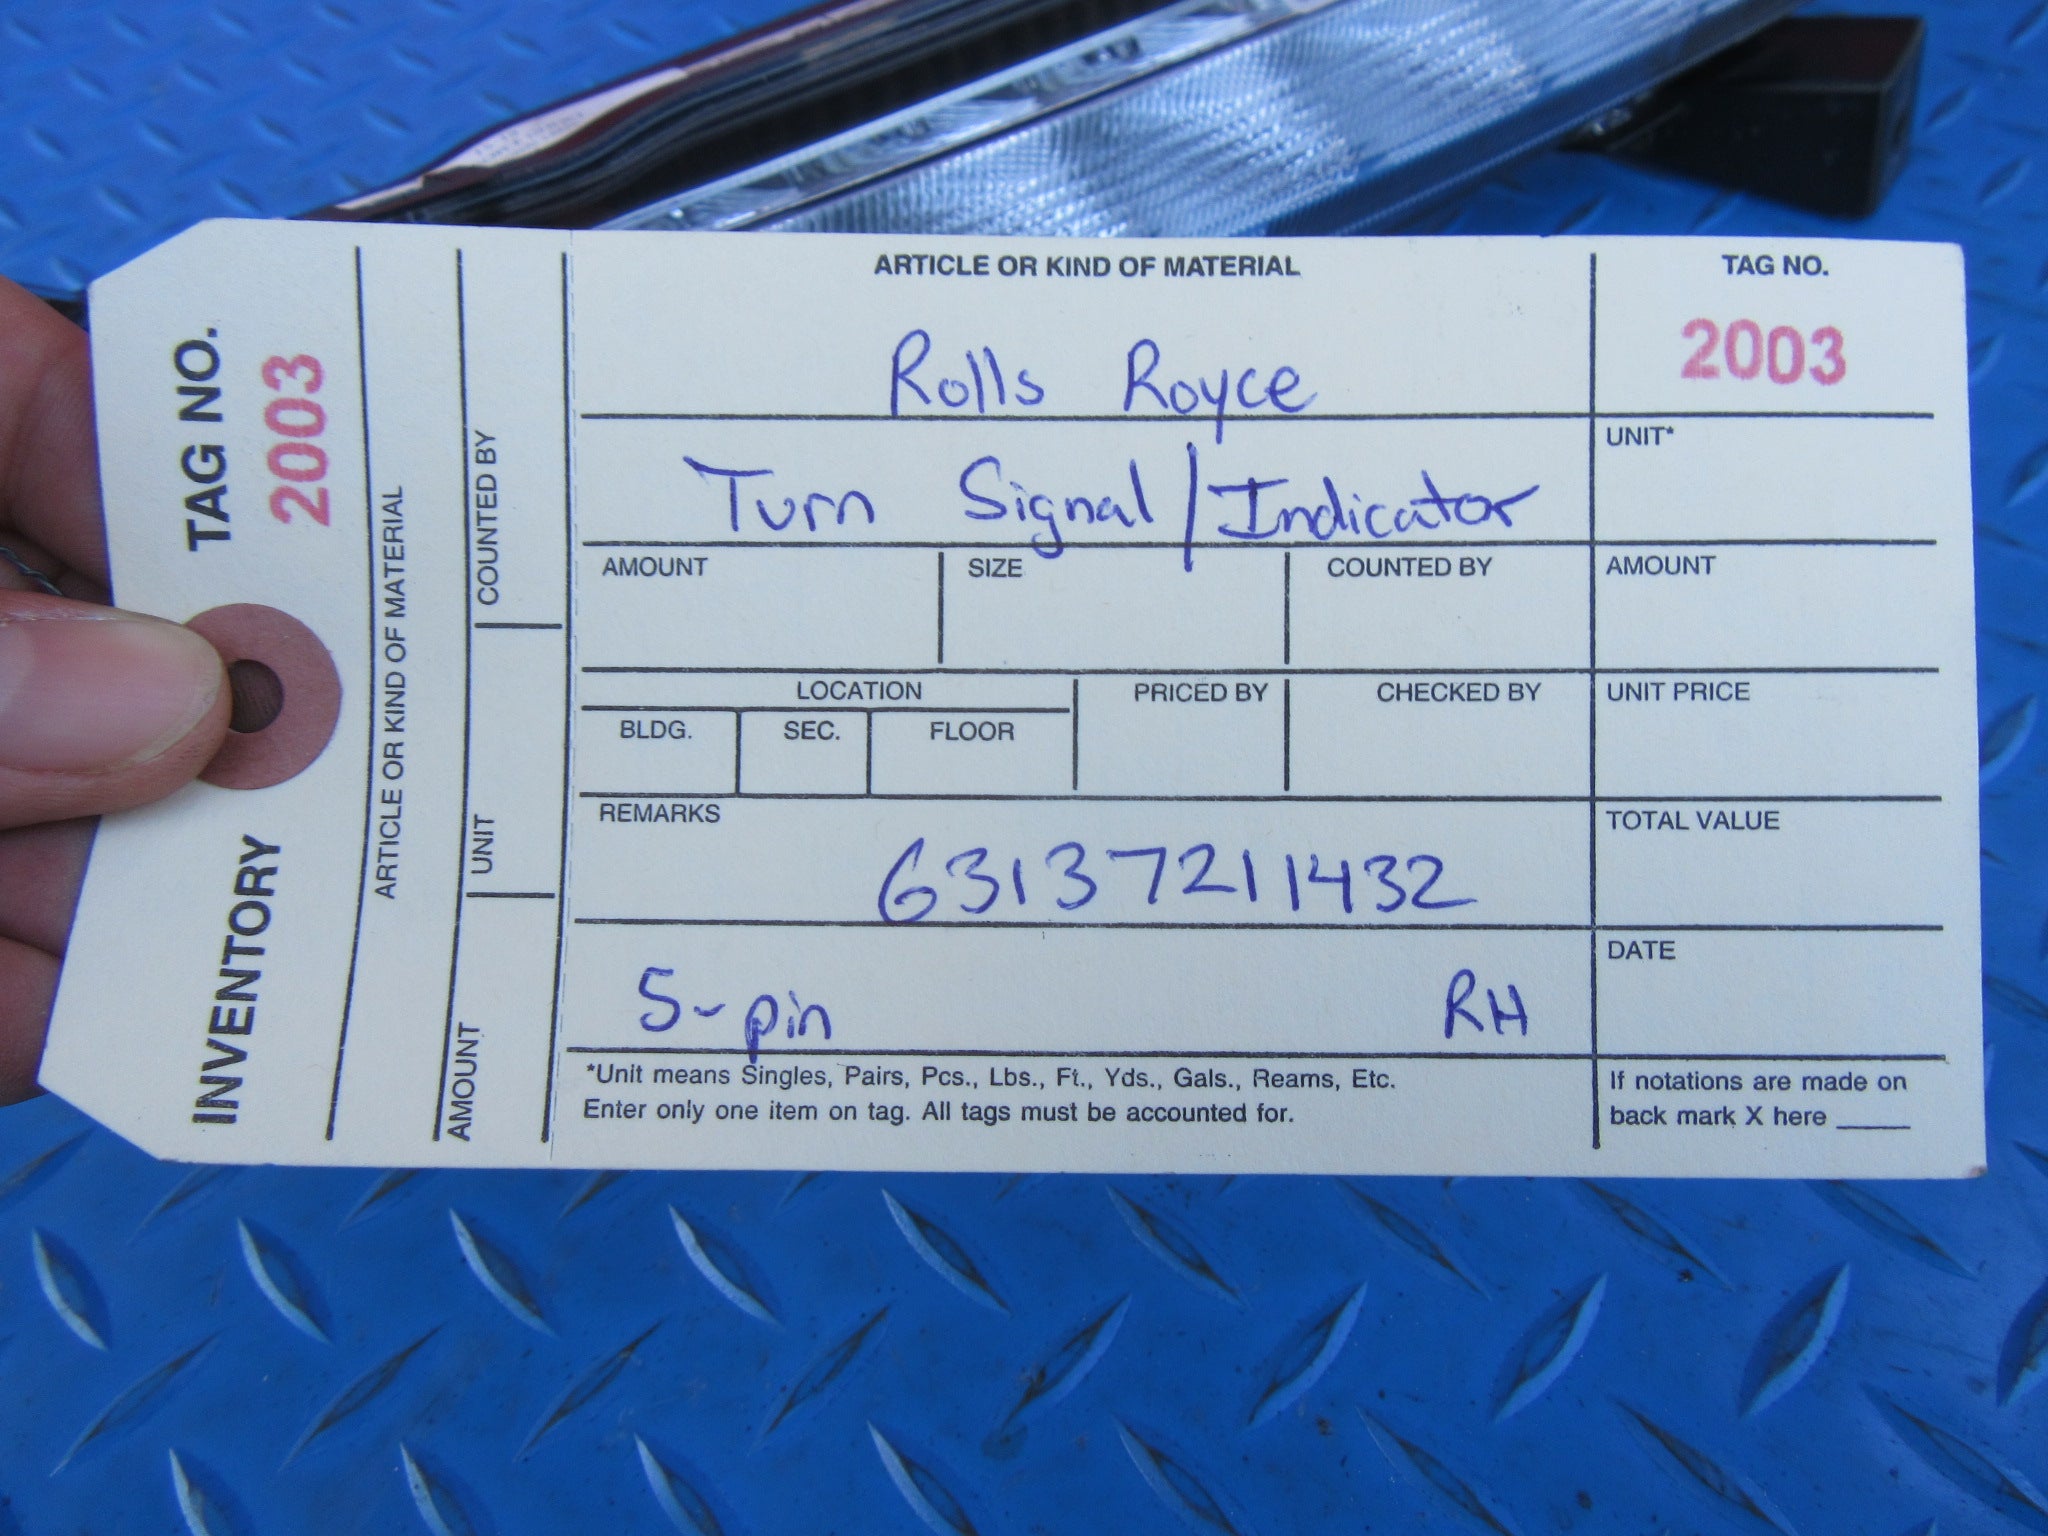 TAG NO.
2003
INVENTORY
ARTICLE OR KIND OF MATERIAL
COUNTED BY
UNIT
AMOUNT
ARTICLE OR KIND OF MATERIAL
Rolls Royce
Turn Signal/Indicator
TAG NO.
2003
UNIT*
AMOUNT
SIZE
COUNTED BY
AMOUNT
LOCATION
BLDG.
SEC.
FLOOR
PRICED BY
CHECKED BY
UNIT PRICE
REMARKS
63137211432
TOTAL VALUE
5-pin
RH
DATE
*Unit means Singles, Pairs, Pcs., Lbs., Ft., Yds., Gals., Reams, Etc.
Enter only one item on tag. All tags must be accounted for.
If notations are made on
back mark X here _____